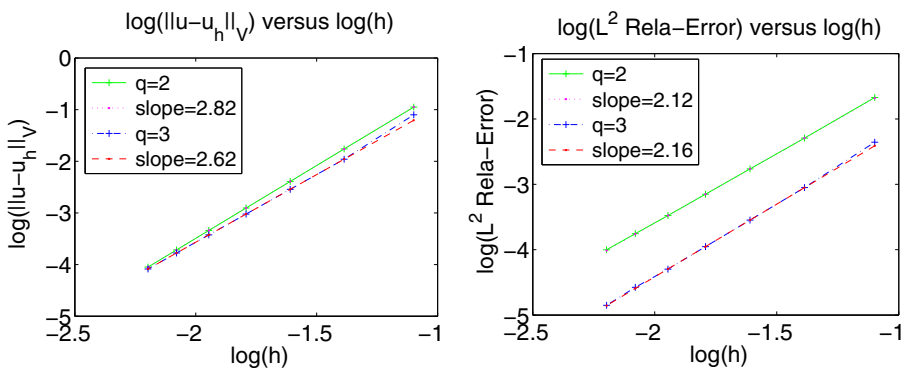 log(||u−u_h||_V) versus log(h)
0
−1
−2
−3
−4
−5
−2.5
−2
−1.5
−1
log(||u−u_h||_V)
log(h)
q=2
slope=2.82
q=3
slope=2.62
log(L² Rela−Error) versus log(h)
−1
−2
−3
−4
−5
−2.5
−2
−1.5
−1
log(L² Rela−Error)
log(h)
q=2
slope=2.12
q=3
slope=2.16